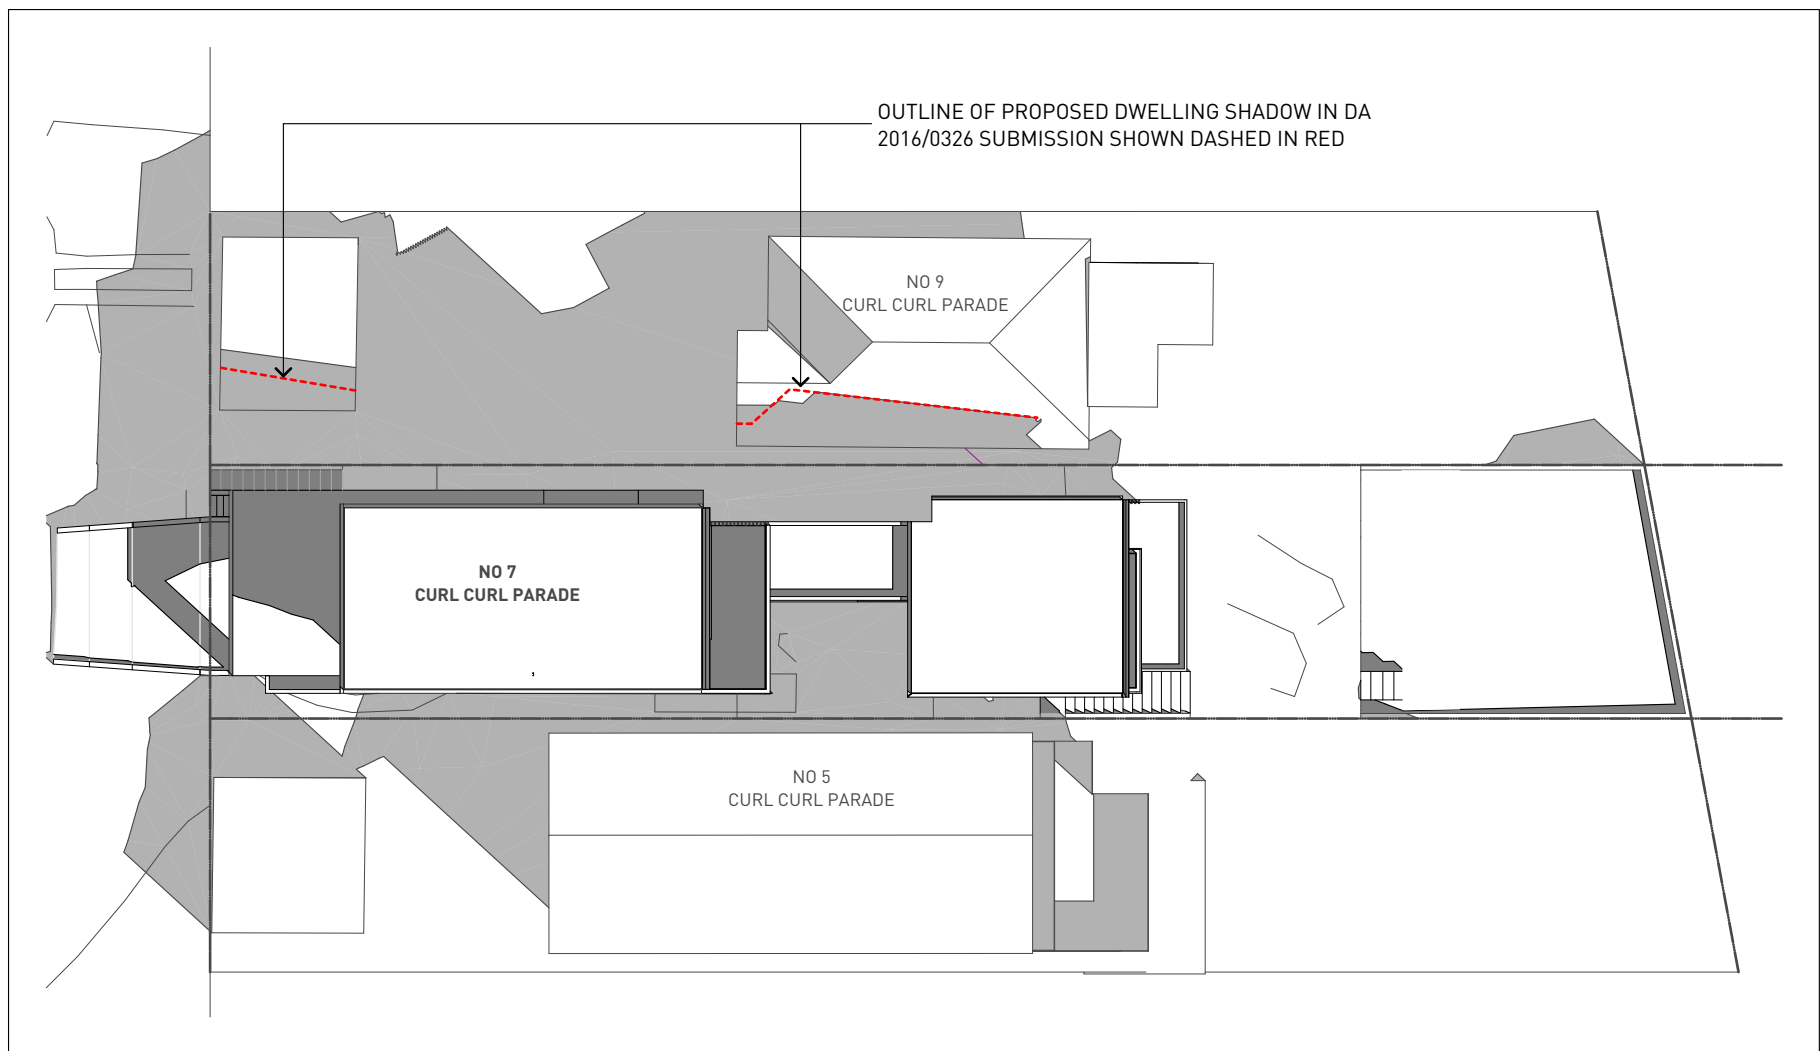 OUTLINE OF PROPOSED DWELLING SHADOW IN DA
2016/0326 SUBMISSION SHOWN DASHED IN RED
NO 9
CURL CURL PARADE
NO 7
CURL CURL PARADE
NO 5
CURL CURL PARADE